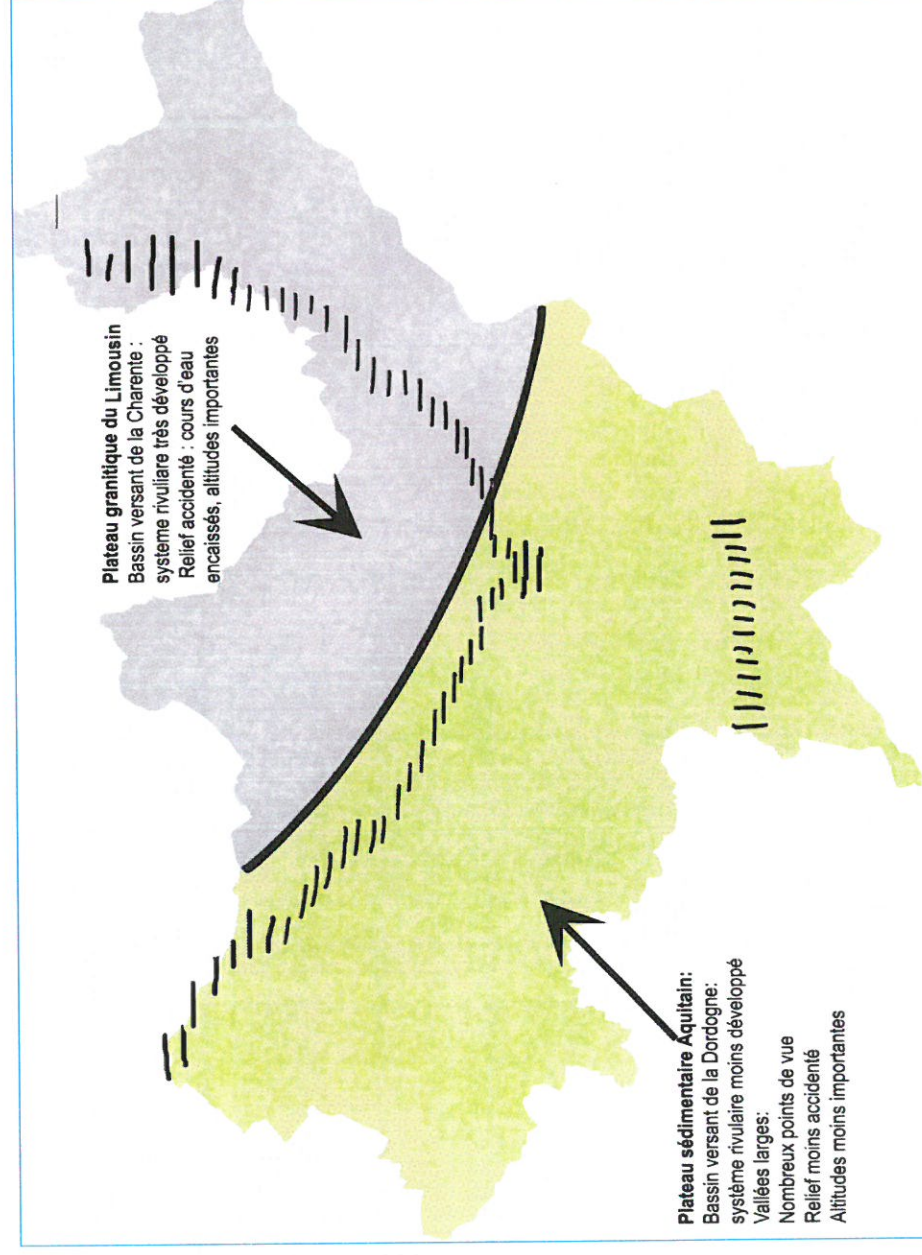 Plateau granitique du Limousin
Bassin versant de la Charente :
systeme rivuliare très développé
Relief accidenté : cours d'eau
encaissés, altitudes importantes
Plateau sédimentaire Aquitain:
Bassin versant de la Dordogne:
système rivulaire moins développé
Vallées larges:
Nombreux points de vue
Relief moins accidenté
Altitudes moins importantes